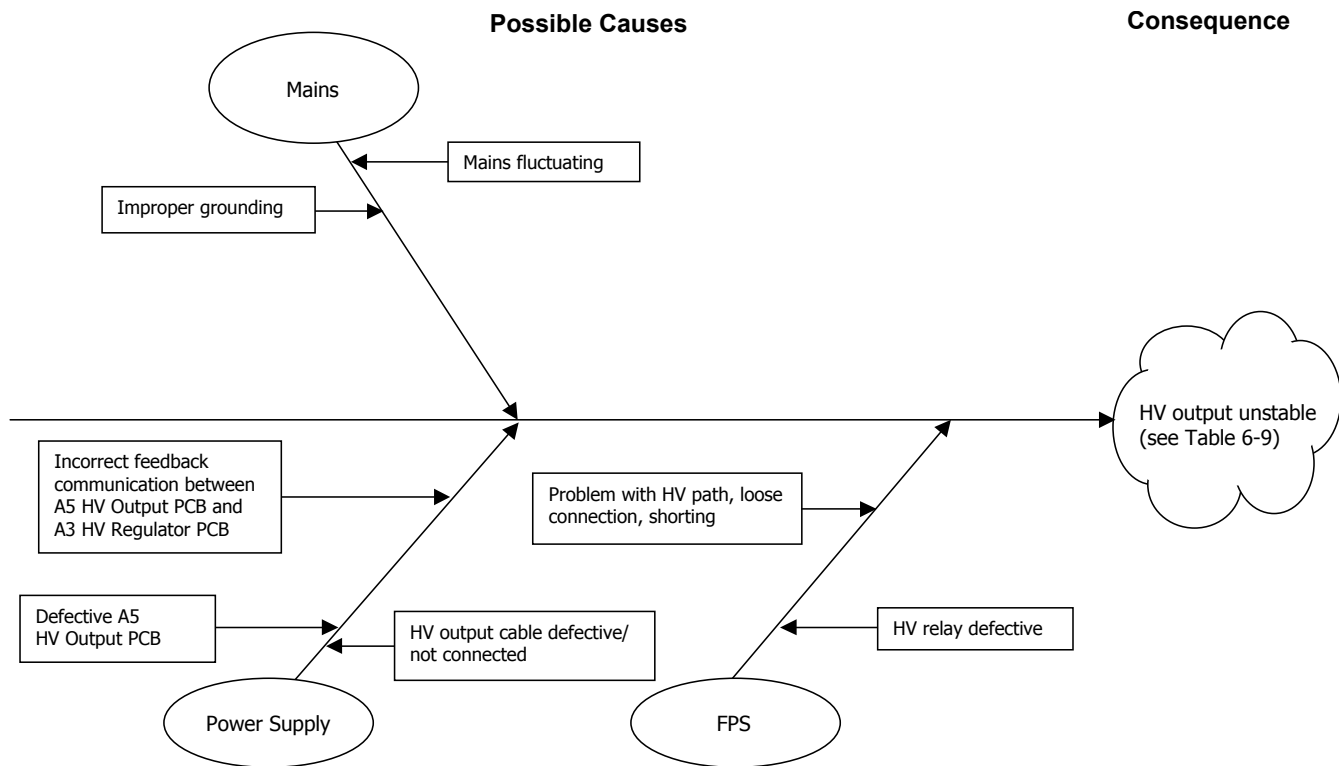 Possible Causes
Consequence
Mains
Mains fluctuating
Improper grounding
HV output unstable
(see Table 6-9)
Incorrect feedback
communication between
A5 HV Output PCB and
A3 HV Regulator PCB
Problem with HV path, loose
connection, shorting
Defective A5
HV Output PCB
HV output cable defective/
not connected
HV relay defective
Power Supply
FPS